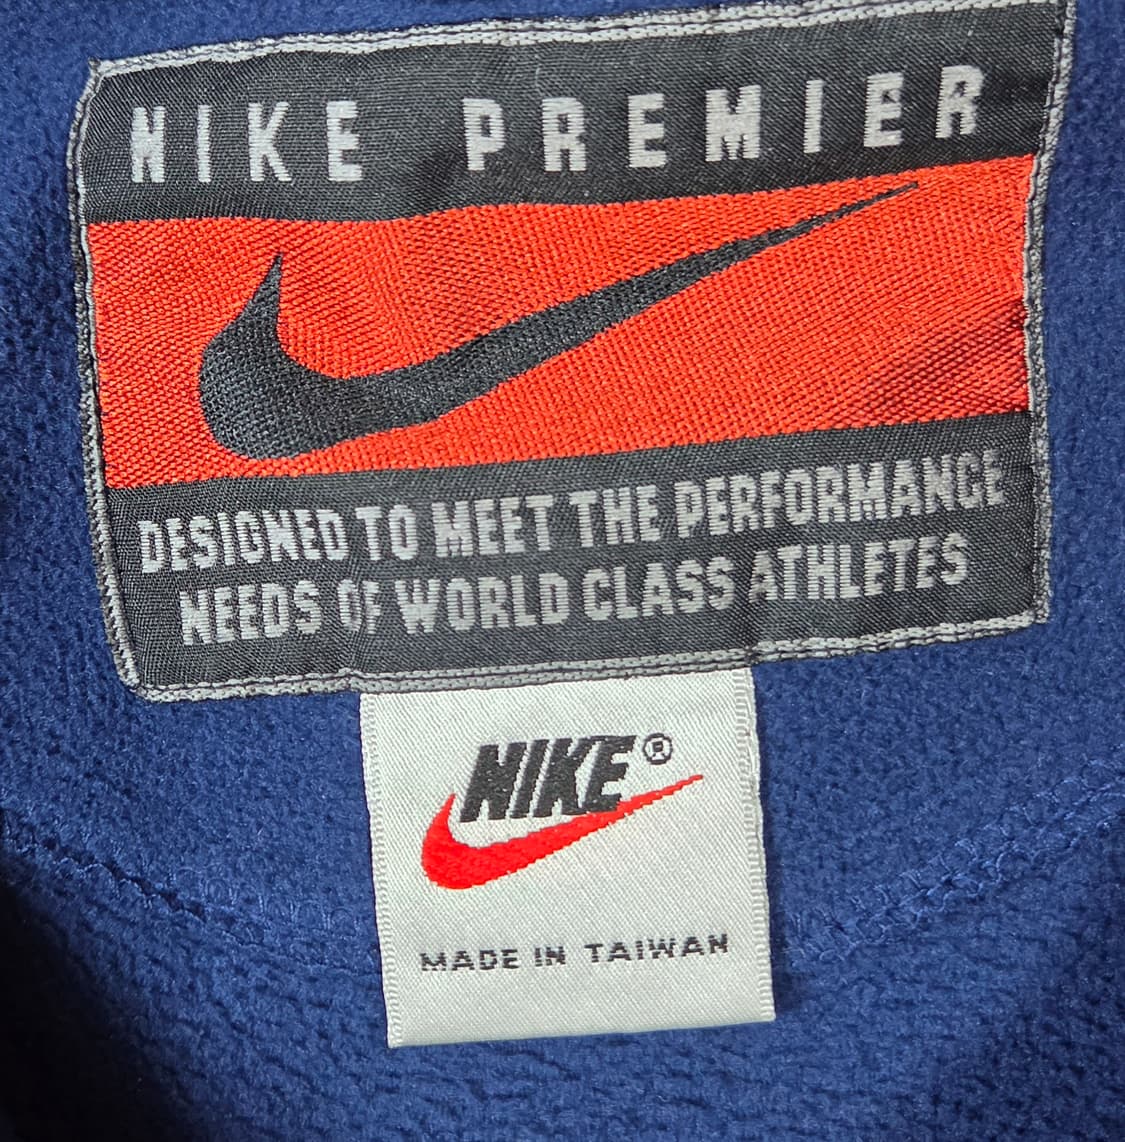 NIKE PREMIER
DESIGNED TO MEET THE PERFORMANCE
NEEDS OF WORLD CLASS ATHLETES
NIKE®
MADE IN TAIWAN